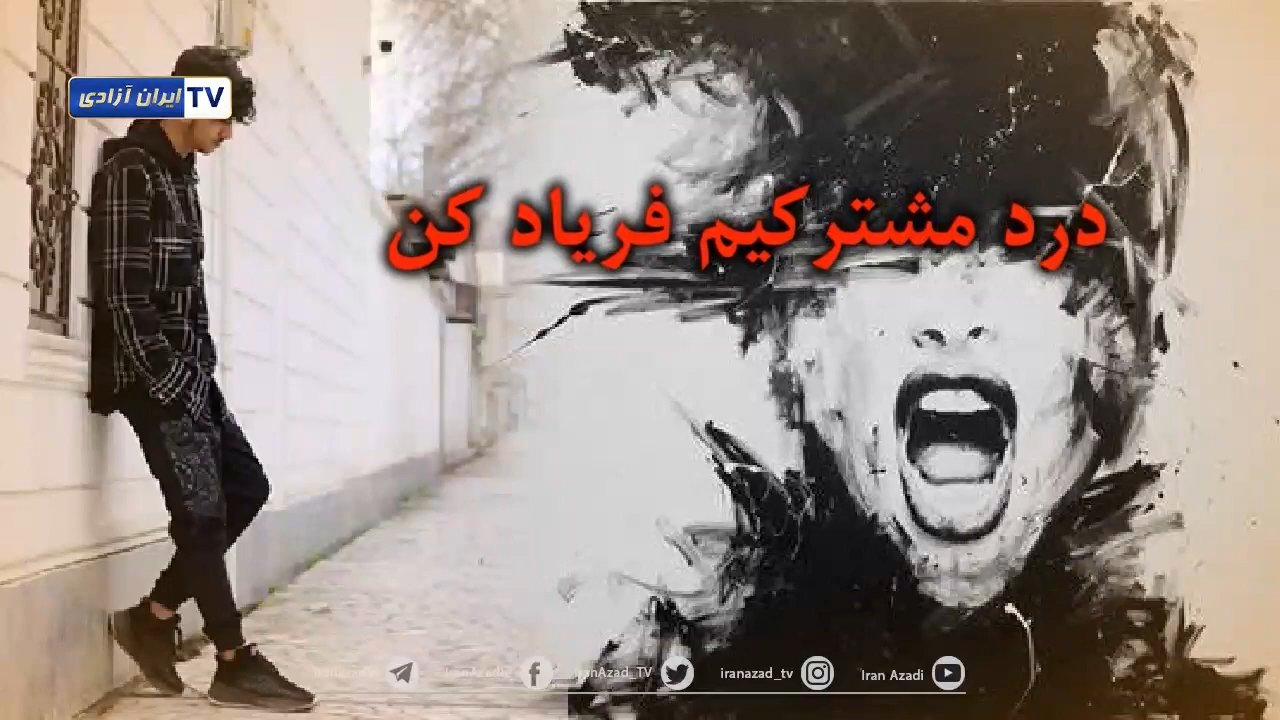 ایران آزادی TV
درد مشترکیم فریاد کن
iranAzad_TV
iranazad_tv
Iran Azadi